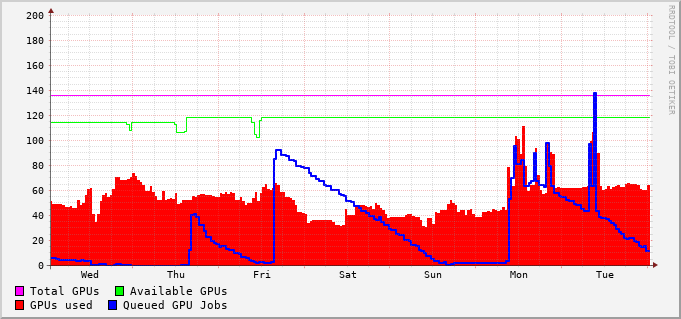 200
180
160
140
120
100
80
60
40
20
0
Wed Thu Fri Sat Sun Mon Tue
Total GPUs Available GPUs
GPUs used Queued GPU Jobs
RRDTOOL / TOBI OETIKER